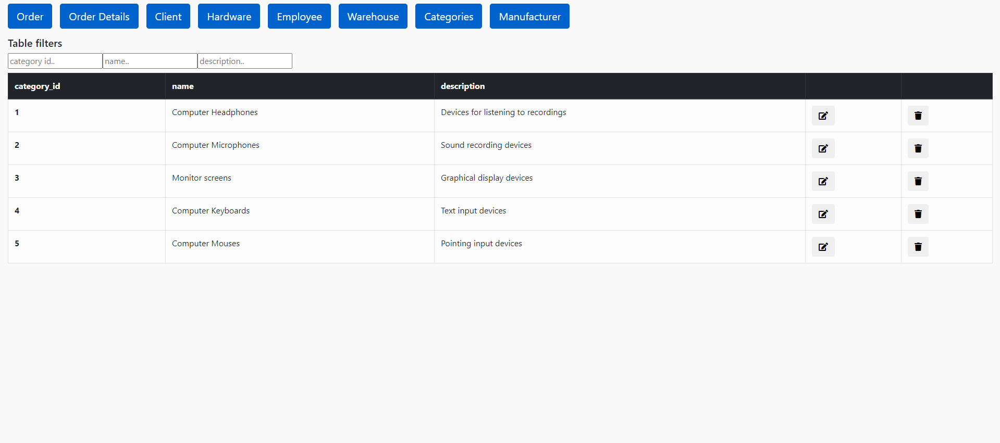 Order Order Details Client Hardware Employee Warehouse Categories Manufacturer
Table filters
category id.. name.. description..
category_id name description
1 Computer Headphones Devices for listening to recordings
2 Computer Microphones Sound recording devices
3 Monitor screens Graphical display devices
4 Computer Keyboards Text input devices
5 Computer Mouses Pointing input devices